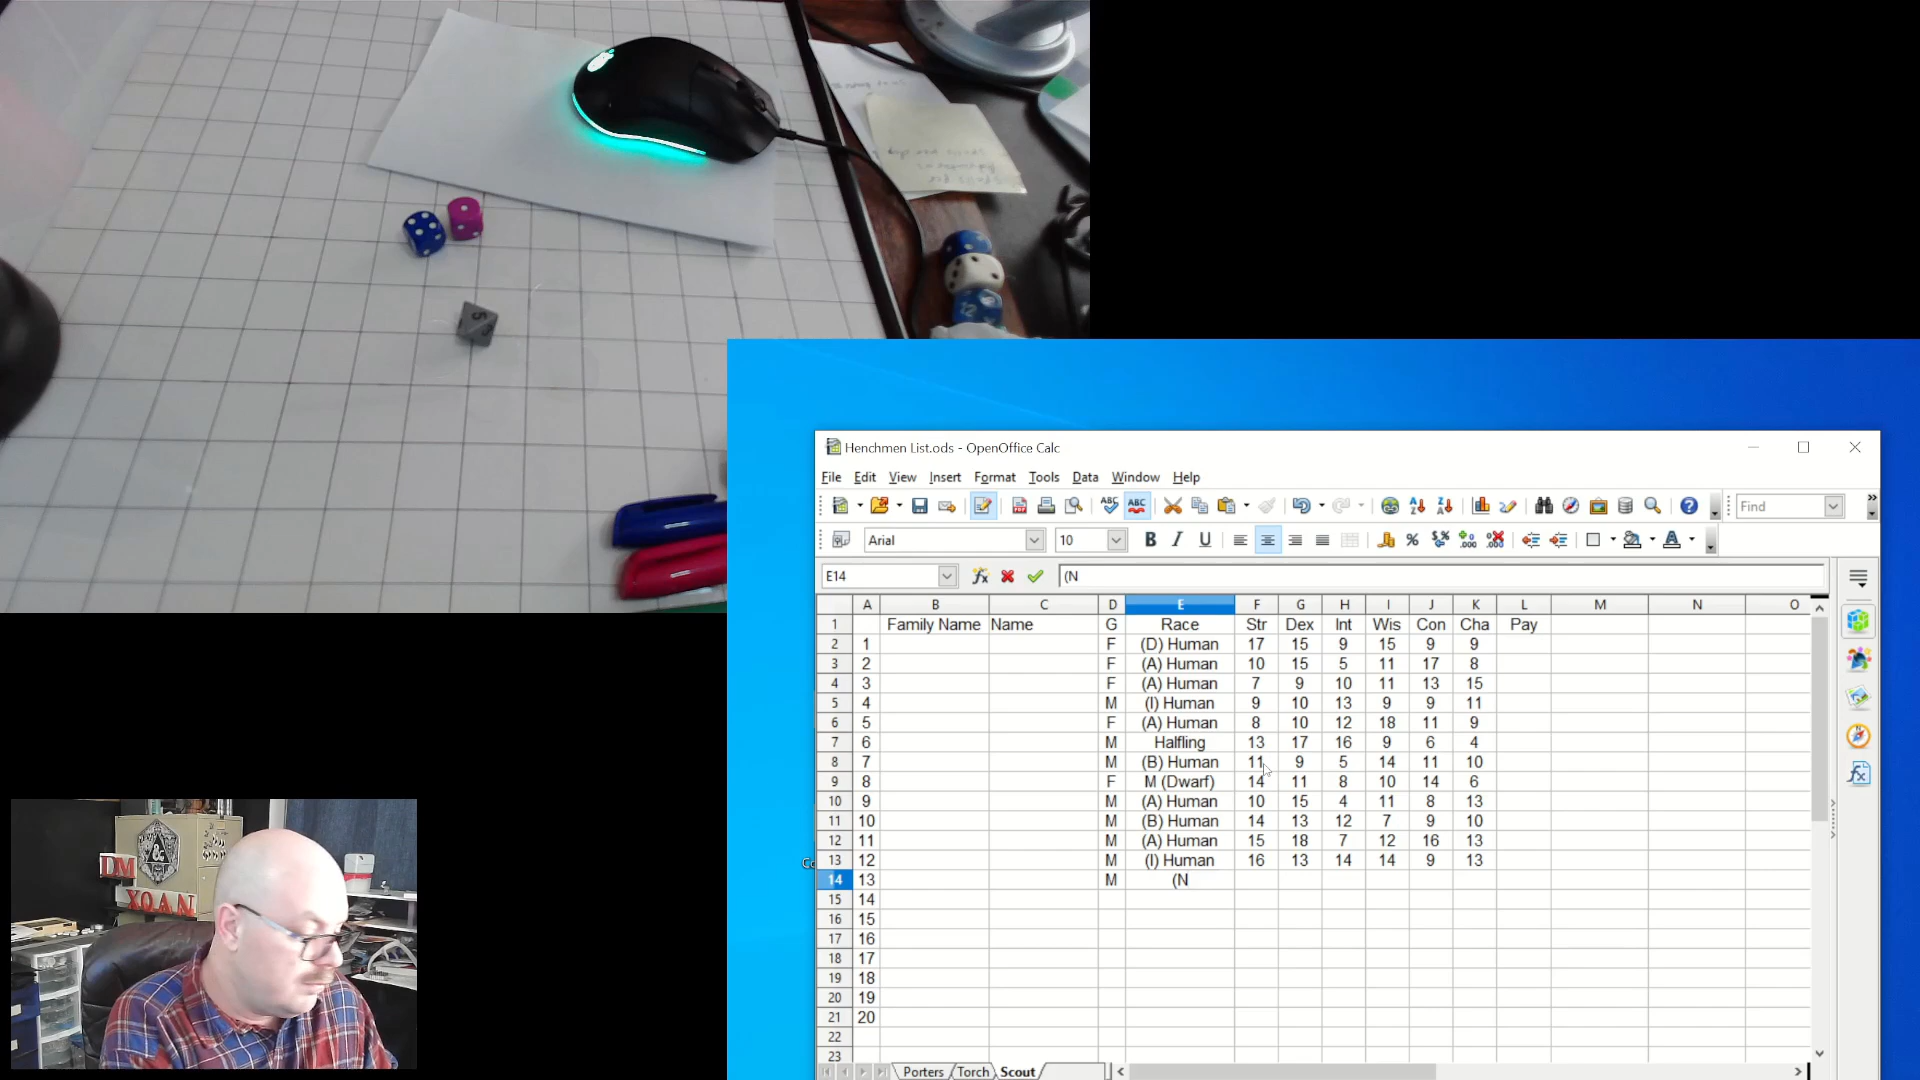 5
12
Henchmen List.ods - OpenOffice Calc
File Edit View Insert Format Tools Data Window Help
Find
Arial 10
E14 (N
A B C D E F G H I J K L M N O
1 Family Name Name G Race Str Dex Int Wis Con Cha Pay
2 1 F (D) Human 17 15 9 15 9 9
3 2 F (A) Human 10 15 5 11 17 8
4 3 F (A) Human 7 9 10 11 13 15
5 4 M (I) Human 9 10 13 9 9 11
6 5 F (A) Human 8 10 12 18 11 9
7 6 M Halfling 13 17 16 9 6 4
8 7 M (B) Human 11 9 5 14 11 10
9 8 F M (Dwarf) 14 11 8 10 14 6
10 9 M (A) Human 10 15 4 11 8 13
11 10 M (B) Human 14 13 12 7 9 10
12 11 M (A) Human 15 18 7 12 16 13
13 12 M (I) Human 16 13 14 14 9 13
14 13 M (N
15 14
16 15
17 16
18 17
19 18
20 19
21 20
22
23
Porters Torch Scout
DM
XOAN